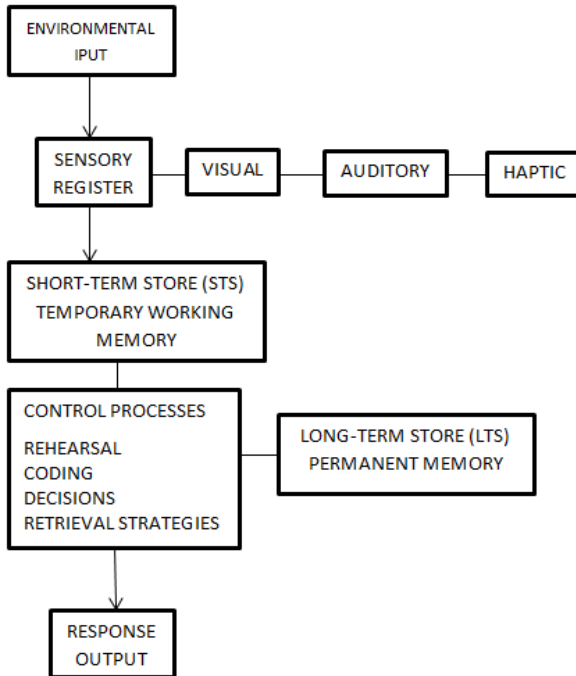 ENVIRONMENTAL
IPUT
SENSORY
REGISTER
VISUAL
AUDITORY
HAPTIC
SHORT-TERM STORE (STS)
TEMPORARY WORKING
MEMORY
CONTROL PROCESSES
REHEARSAL
CODING
DECISIONS
RETRIEVAL STRATEGIES
LONG-TERM STORE (LTS)
PERMANENT MEMORY
RESPONSE
OUTPUT